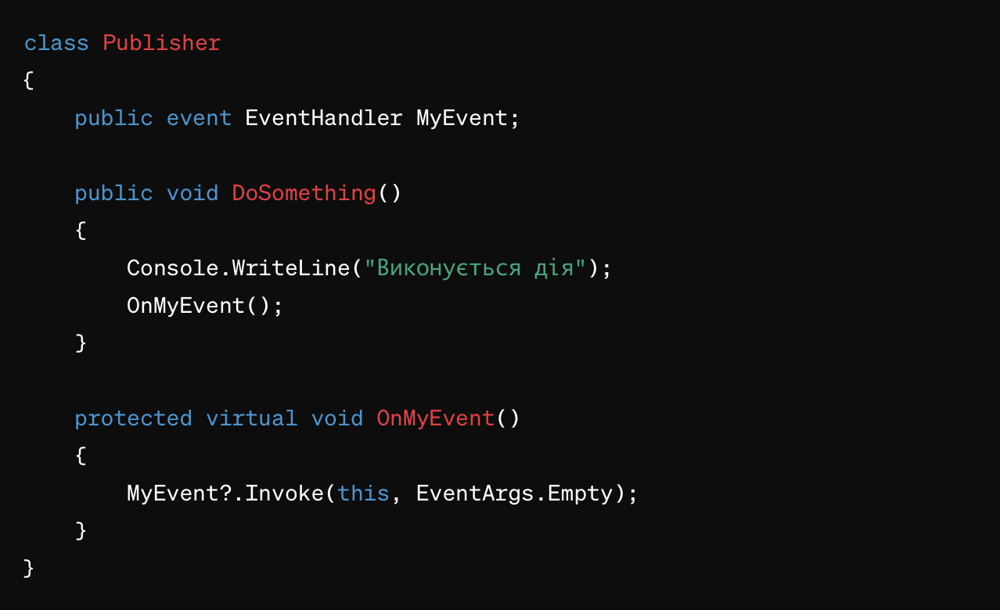 class Publisher
{
    public event EventHandler MyEvent;

    public void DoSomething()
    {
        Console.WriteLine("Виконується дія");
        OnMyEvent();
    }

    protected virtual void OnMyEvent()
    {
        MyEvent?.Invoke(this, EventArgs.Empty);
    }
}